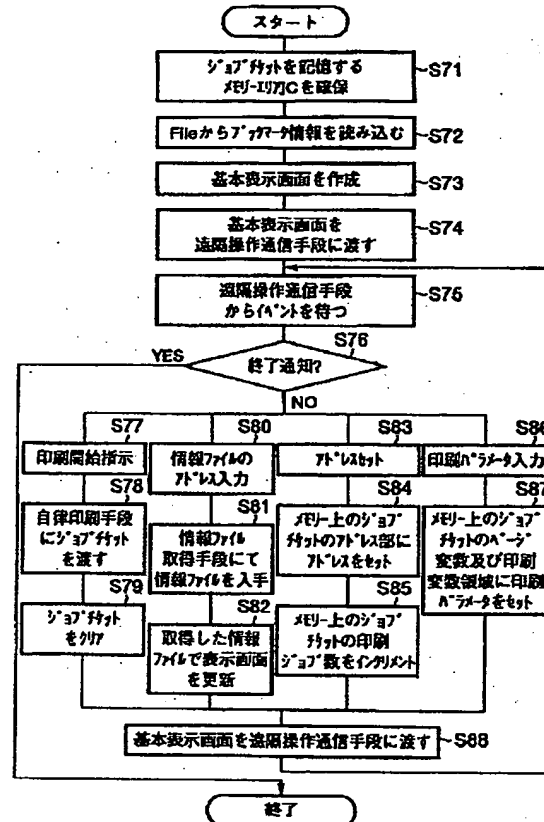 スタート
ジョブチケットを記憶する
メモリーエリアCを確保
S71
Fileからブックマーク情報を読み込む
S72
基本表示画面を作成
S73
基本表示画面を
遠隔操作通信手段に渡す
S74
遠隔操作通信手段
からイベントを待つ
S75
S76
終了通知?
YES
NO
S77
印刷開始指示
S78
自律印刷手段
にジョブチケット
を渡す
S79
ジョブチケット
をクリア
S80
情報ファイルの
アドレス入力
S81
情報ファイル
取得手段にて
情報ファイルを入手
S82
取得した情報
ファイルで表示画面
を更新
S83
アドレスセット
S84
メモリー上のジョブ
チケットのアドレス部に
アドレスをセット
S85
メモリー上のジョブ
チケットの印刷
ジョブ数をインクリメント
S86
印刷パラメータ入力
S87
メモリー上のジョブ
チケットのページ
変数及び印刷
変数領域に印刷
パラメータをセット
基本表示画面を遠隔操作通信手段に渡す
S88
終了